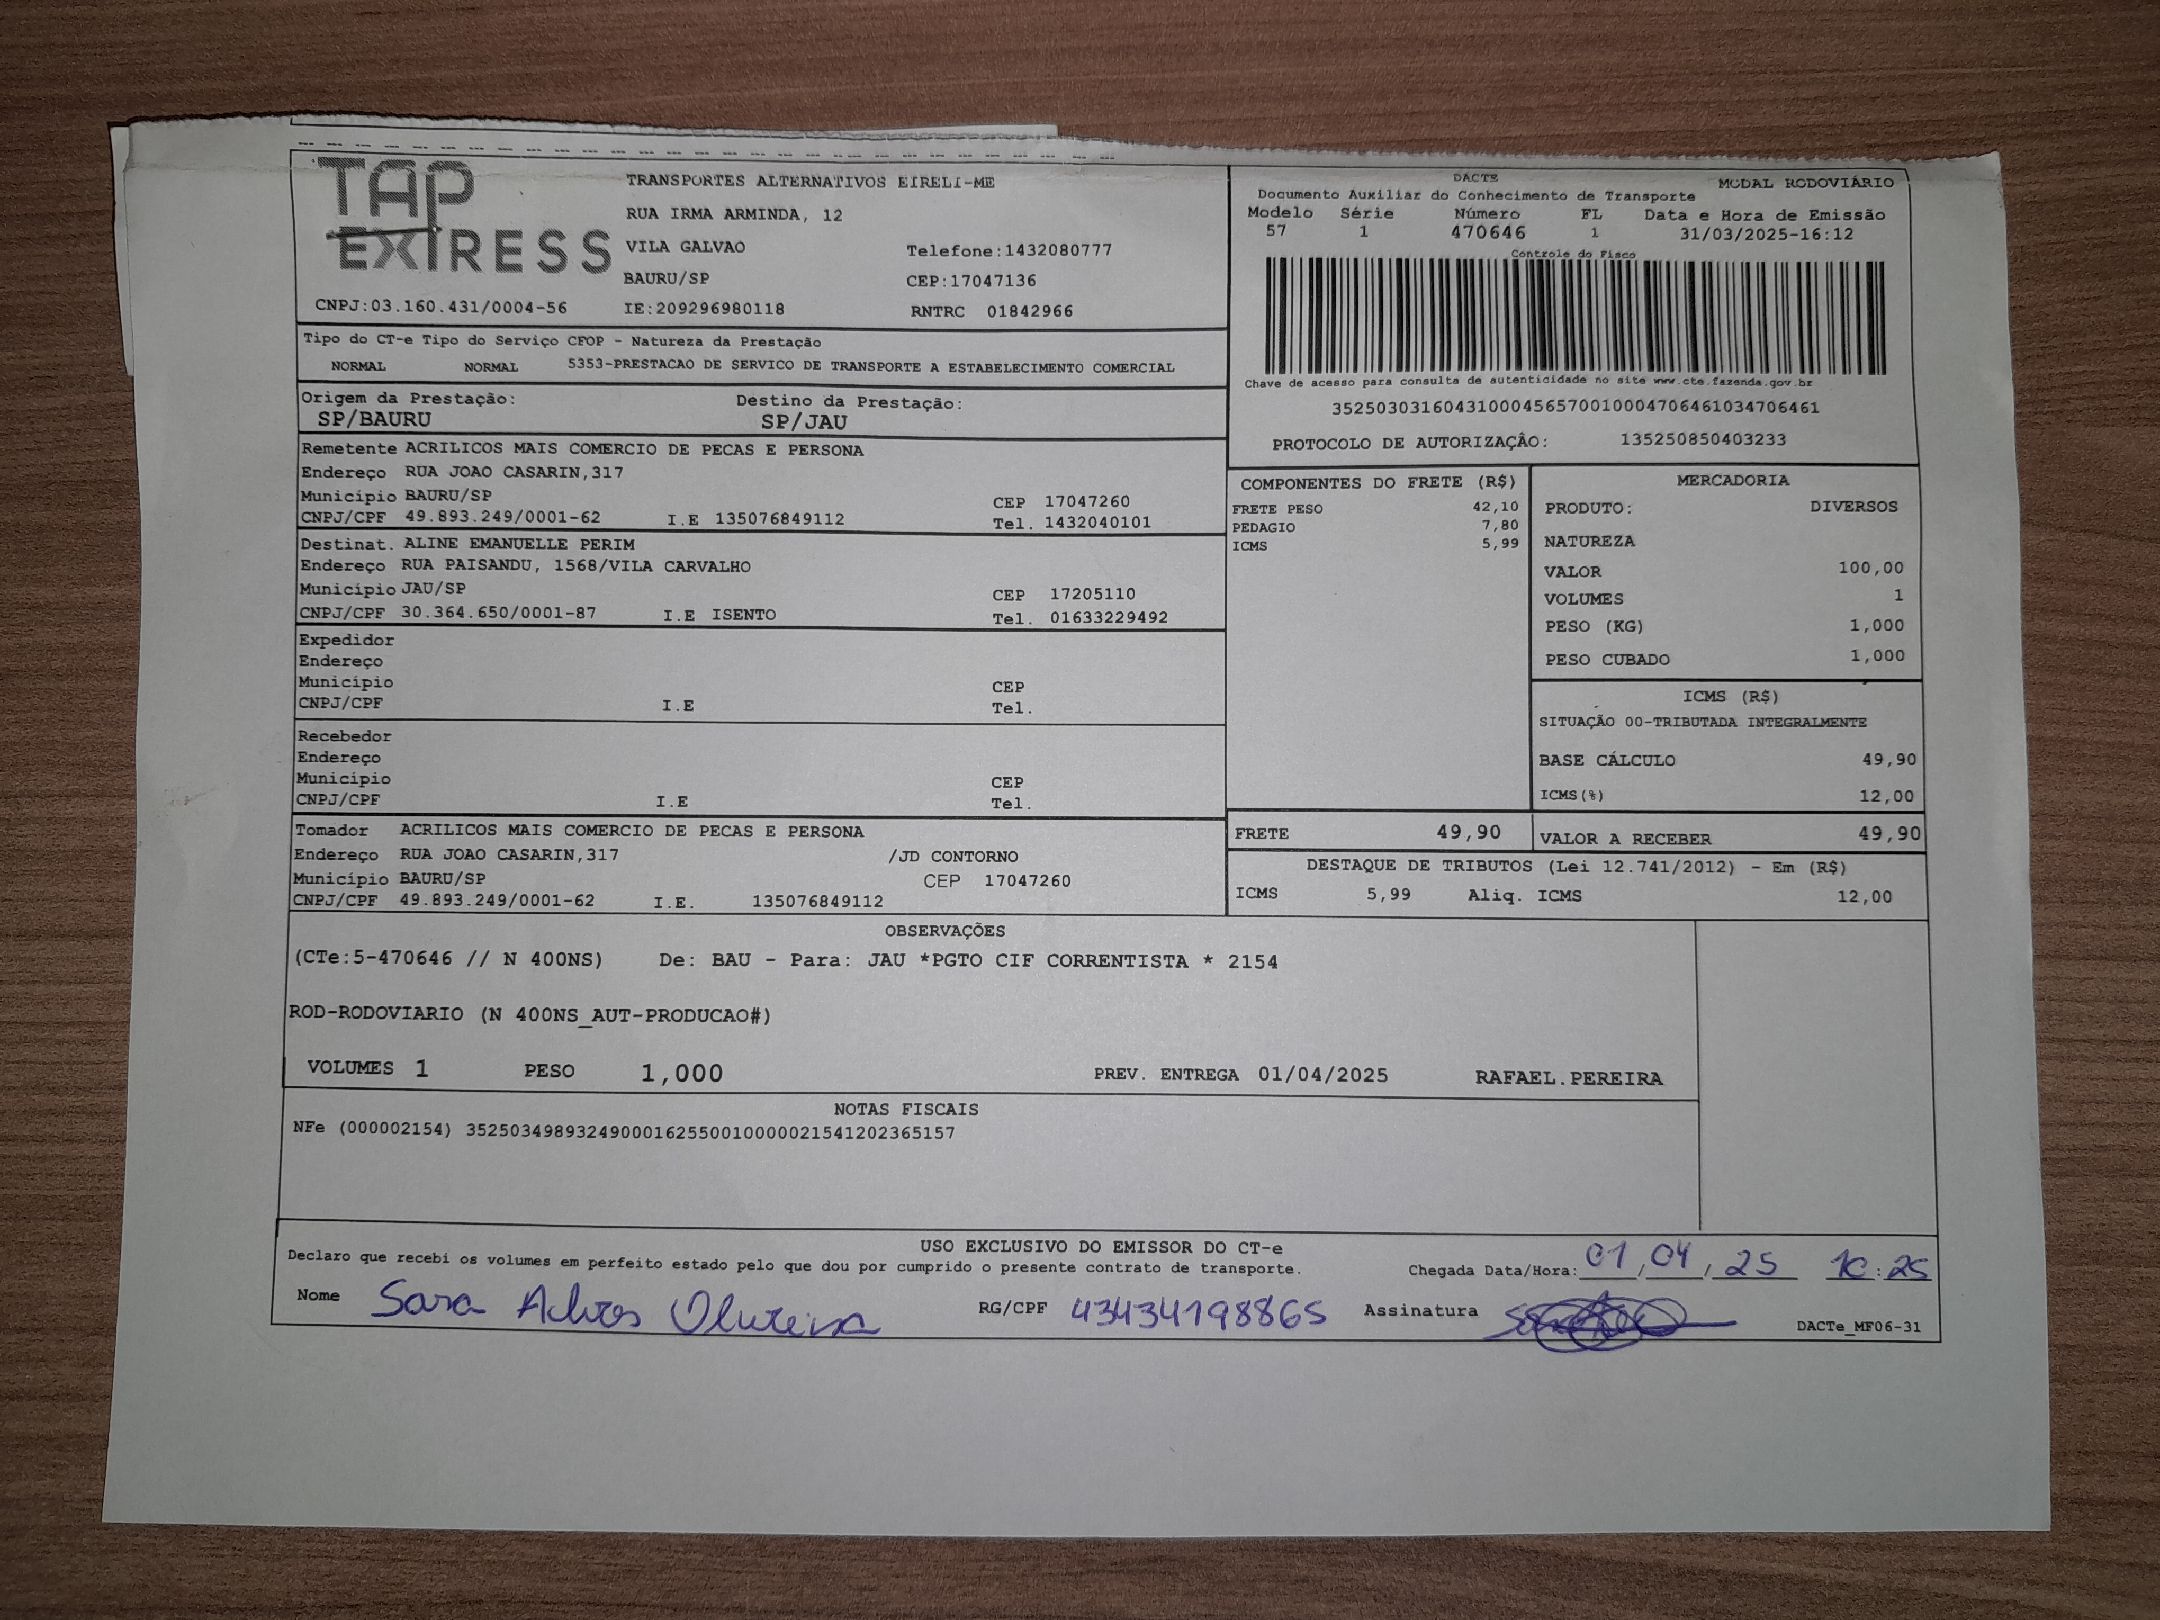 TAP
EXPRESS
TRANSPORTES ALTERNATIVOS EIRELI-ME
RUA IRMA ARMINDA, 12
VILA GALVAO Telefone:1432080777
BAURU/SP CEP:17047136
CNPJ:03.160.431/0004-56 IE:209296980118 RNTRC 01842966
DACTE MODAL RODOVIÁRIO
Documento Auxiliar do Conhecimento de Transporte
Modelo Série Número FL Data e Hora de Emissão
57 1 470646 1 31/03/2025-16:12
Controle do Fisco
Chave de acesso para consulta de autenticidade no site www.cte.fazenda.gov.br
35250303160431000456570010004706461034706461
PROTOCOLO DE AUTORIZAÇÃO: 135250850403233
Tipo do CT-e Tipo do Serviço CFOP - Natureza da Prestação
NORMAL NORMAL 5353-PRESTACAO DE SERVICO DE TRANSPORTE A ESTABELECIMENTO COMERCIAL
Origem da Prestação: Destino da Prestação:
SP/BAURU SP/JAU
Remetente ACRILICOS MAIS COMERCIO DE PECAS E PERSONA
Endereço RUA JOAO CASARIN,317
Município BAURU/SP CEP 17047260
CNPJ/CPF 49.893.249/0001-62 I.E 135076849112 Tel. 1432040101
Destinat. ALINE EMANUELLE PERIM
Endereço RUA PAISANDU, 1568/VILA CARVALHO
Município JAU/SP CEP 17205110
CNPJ/CPF 30.364.650/0001-87 I.E ISENTO Tel. 01633229492
Expedidor
Endereço
Município CEP
CNPJ/CPF I.E Tel.
Recebedor
Endereço
Município CEP
CNPJ/CPF I.E Tel.
Tomador ACRILICOS MAIS COMERCIO DE PECAS E PERSONA
Endereço RUA JOAO CASARIN,317 /JD CONTORNO
Município BAURU/SP CEP 17047260
CNPJ/CPF 49.893.249/0001-62 I.E. 135076849112
COMPONENTES DO FRETE (R$)
FRETE PESO 42,10
PEDAGIO 7,80
ICMS 5,99
MERCADORIA
PRODUTO: DIVERSOS
NATUREZA
VALOR 100,00
VOLUMES 1
PESO (KG) 1,000
PESO CUBADO 1,000
ICMS (R$)
SITUAÇÃO 00-TRIBUTADA INTEGRALMENTE
BASE CÁLCULO 49,90
ICMS(%) 12,00
FRETE 49,90 VALOR A RECEBER 49,90
DESTAQUE DE TRIBUTOS (Lei 12.741/2012) - Em (R$)
ICMS 5,99 Aliq. ICMS 12,00
OBSERVAÇÕES
(CTe:5-470646 // N 400NS) De: BAU - Para: JAU *PGTO CIF CORRENTISTA * 2154
ROD-RODOVIARIO (N 400NS_AUT-PRODUCAO#)
VOLUMES 1 PESO 1,000 PREV. ENTREGA 01/04/2025 RAFAEL.PEREIRA
NOTAS FISCAIS
NFe (000002154) 35250349893249000162550010000021541202365157
USO EXCLUSIVO DO EMISSOR DO CT-e
Declaro que recebi os volumes em perfeito estado pelo que dou por cumprido o presente contrato de transporte. Chegada Data/Hora: 01,04,25 10:25
Nome Sara Alves Oliveira RG/CPF 43434198865 Assinatura
DACTe_MF06-31